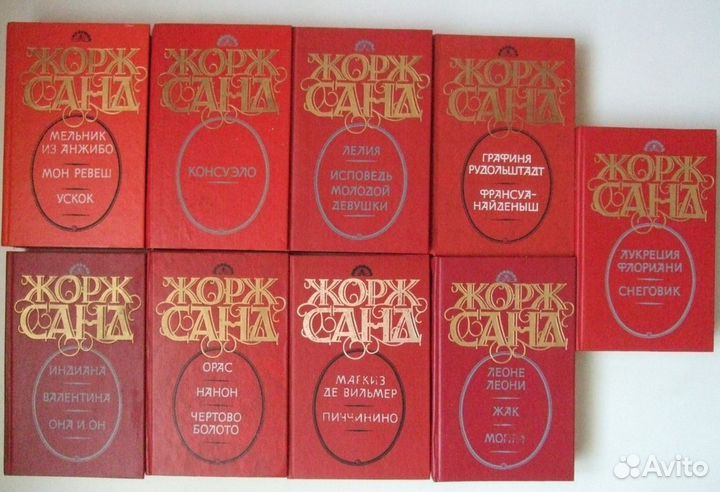 ЖОРЖ
САНД
МЕЛЬНИК
ИЗ АНЖИБО
МОН РЕВЕШ
УСКОК
ЖОРЖ
САНД
КОНСУЭЛО
ЖОРЖ
САНД
ЛЕЛИЯ
ИСПОВЕДЬ
МОЛОДОЙ
ДЕВУШКИ
ЖОРЖ
САНД
ГРАФИНЯ
РУДОЛЬШТАДТ
ФРАНСУА-
НАЙДЕНЫШ
ЖОРЖ
САНД
ЛУКРЕЦИЯ
ФЛОРИАНИ
СНЕГОВИК
ЖОРЖ
САНД
ИНДИАНА
ВАЛЕНТИНА
ОНА И ОН
ЖОРЖ
САНД
ОРАС
НАНОН
ЧЕРТОВО
БОЛОТО
ЖОРЖ
САНД
МАРКИЗ
ДЕ ВИЛЬМЕР
ПИЧЧИНИНО
ЖОРЖ
САНД
ЛЕОНЕ
ЛЕОНИ
ЖАК
Avito